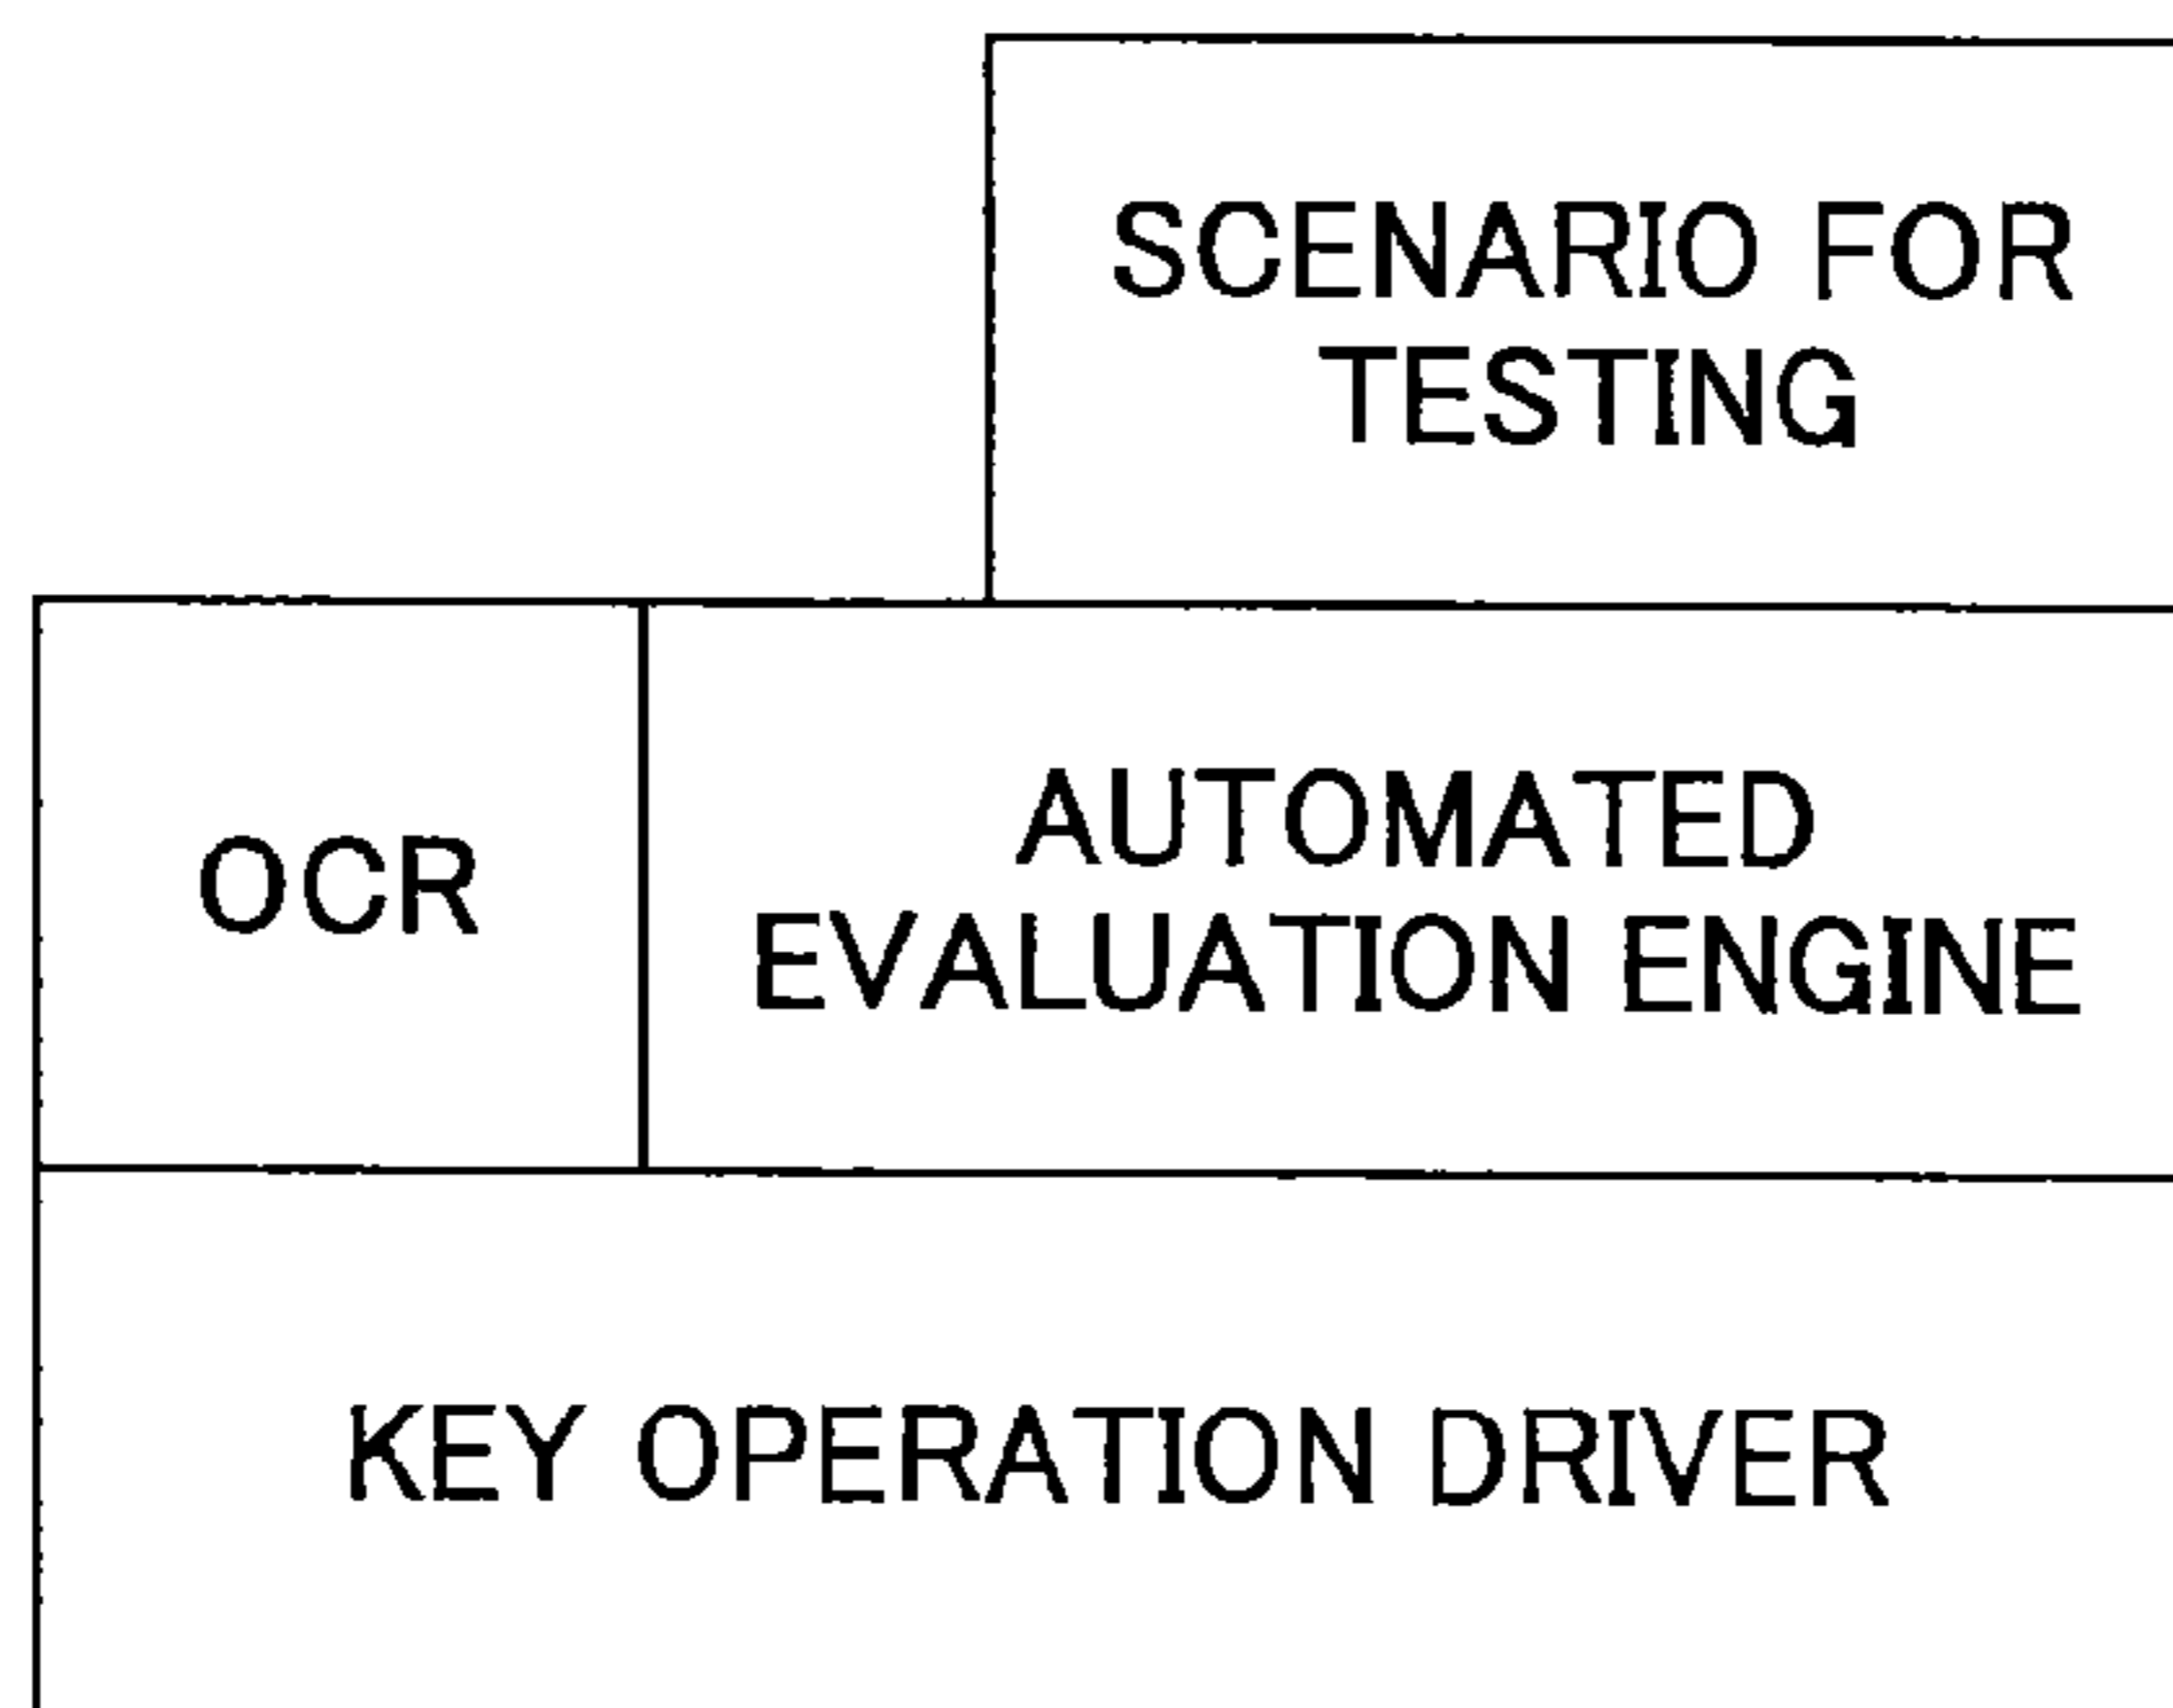 SCENARIO FOR
TESTING
OCR
AUTOMATED
EVALUATION ENGINE
KEY OPERATION DRIVER